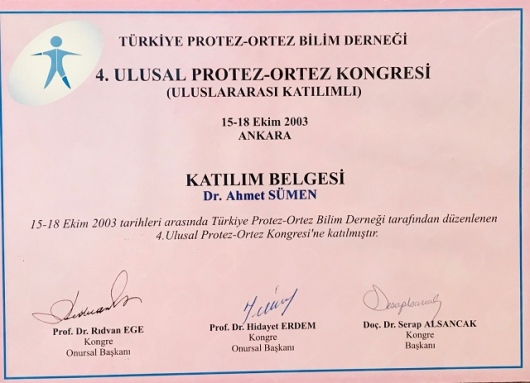 TÜRKİYE PROTEZ-ORTEZ BİLİM DERNEĞİ
4. ULUSAL PROTEZ-ORTEZ KONGRESİ
(ULUSLARARASI KATILIMLI)
15-18 Ekim 2003
ANKARA
KATILIM BELGESİ
Dr. Ahmet SÜMEN
15-18 Ekim 2003 tarihleri arasında Türkiye Protez-Ortez Bilim Derneği tarafından düzenlenen
4.Ulusal Protez-Ortez Kongresi'ne katılmıştır.
Prof. Dr. Rıdvan EGE
Kongre
Onursal Başkanı
Prof. Dr. Hidayet ERDEM
Kongre
Onursal Başkanı
Doç. Dr. Serap ALSANCAK
Kongre
Başkanı